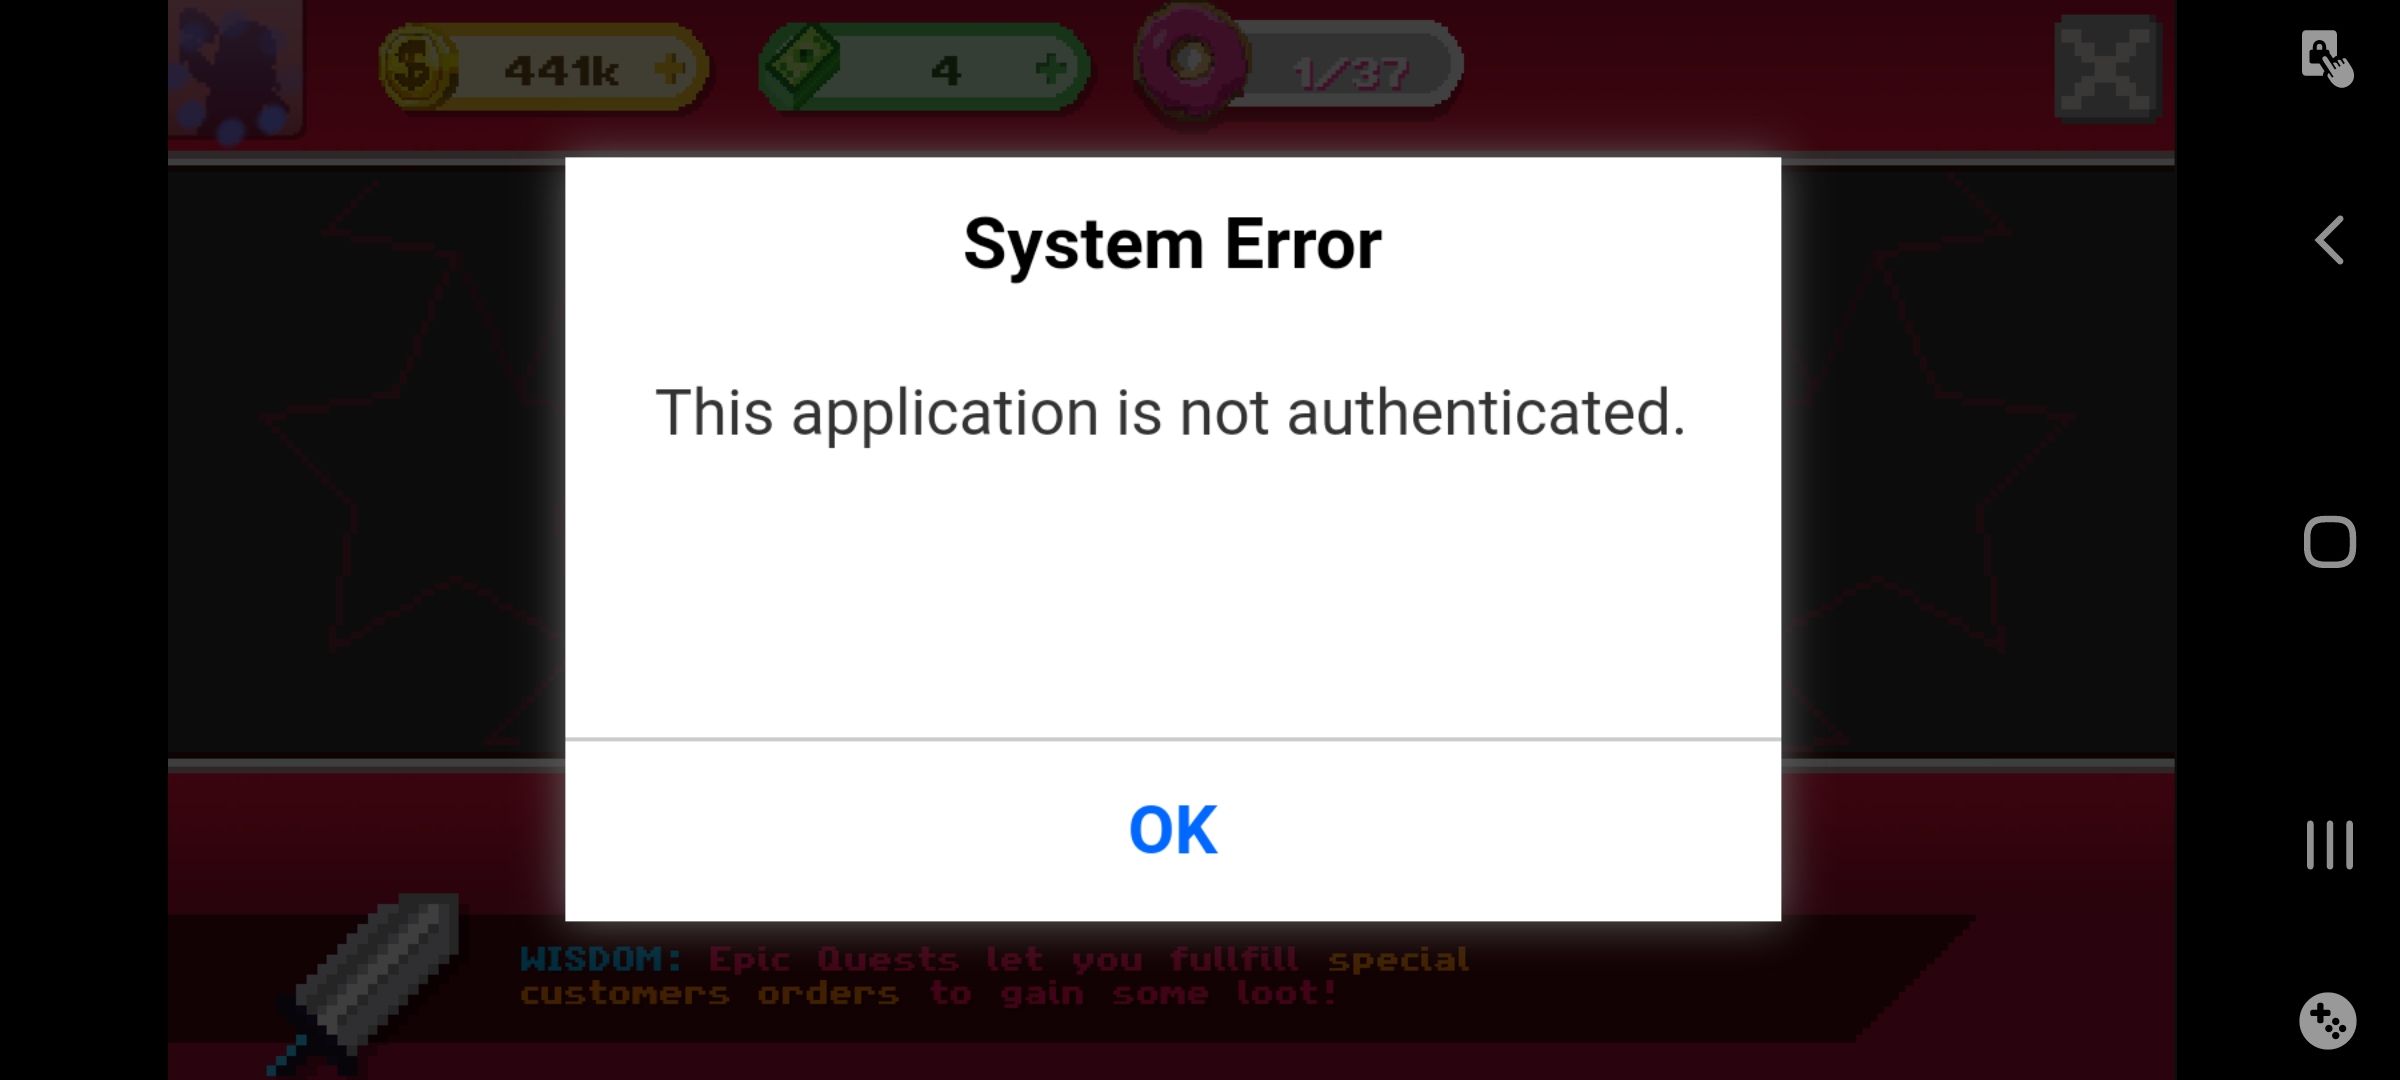 441k
4
1/37
System Error
This application is not authenticated.
OK
WISDOM: Epic Quests let you fullfill special
customers orders to gain some loot!